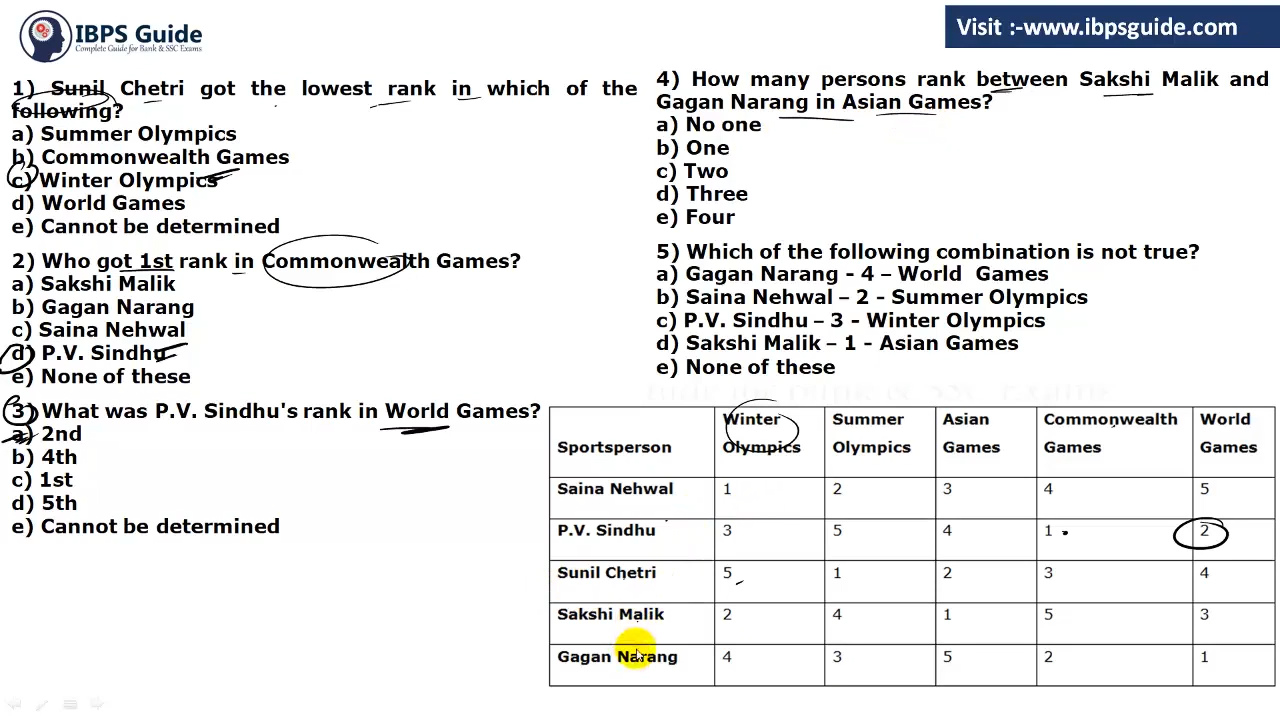 IBPS Guide
Complete Guide for Bank & SSC Exams
Visit :-www.ibpsguide.com
1) Sunil Chetri got the lowest rank in which of the
following?
a) Summer Olympics
b) Commonwealth Games
c) Winter Olympics
d) World Games
e) Cannot be determined
2) Who got 1st rank in Commonwealth Games?
a) Sakshi Malik
b) Gagan Narang
c) Saina Nehwal
d) P.V. Sindhu
e) None of these
3) What was P.V. Sindhu's rank in World Games?
a) 2nd
b) 4th
c) 1st
d) 5th
e) Cannot be determined
4) How many persons rank between Sakshi Malik and
Gagan Narang in Asian Games?
a) No one
b) One
c) Two
d) Three
e) Four
5) Which of the following combination is not true?
a) Gagan Narang - 4 – World Games
b) Saina Nehwal – 2 - Summer Olympics
c) P.V. Sindhu – 3 - Winter Olympics
d) Sakshi Malik – 1 - Asian Games
e) None of these
Sportsperson Winter Olympics Summer Olympics Asian Games Commonwealth Games World Games
Saina Nehwal 1 2 3 4 5
P.V. Sindhu 3 5 4 1 2
Sunil Chetri 5 1 2 3 4
Sakshi Malik 2 4 1 5 3
Gagan Narang 4 3 5 2 1